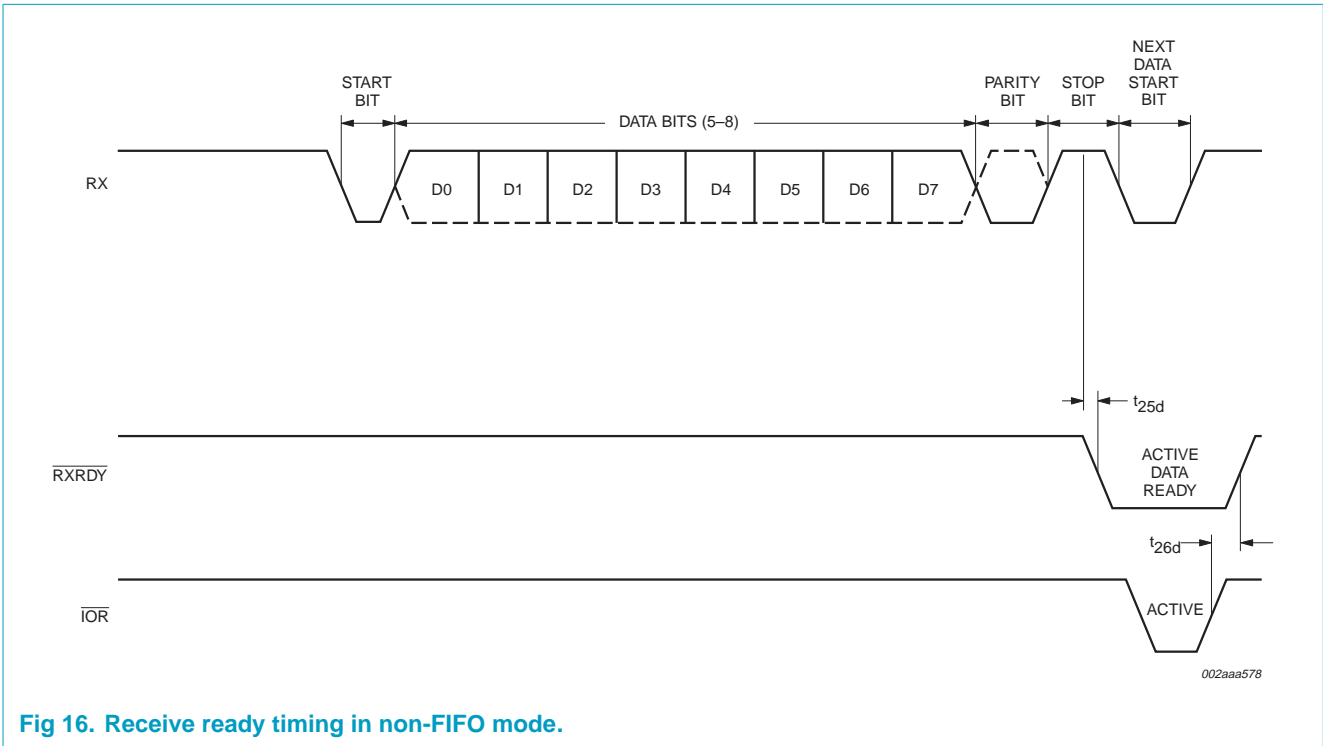 NEXT
DATA
START
BIT
START
BIT
PARITY
BIT
STOP
BIT
DATA BITS (5–8)
RX
D0 D1 D2 D3 D4 D5 D6 D7
t25d
RXRDY
ACTIVE
DATA
READY
t26d
IOR
ACTIVE
002aaa578
Fig 16. Receive ready timing in non-FIFO mode.